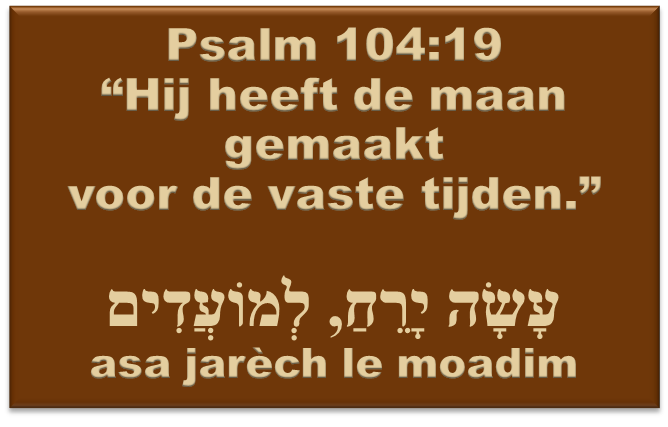 Psalm 104:19
“Hij heeft de maan
gemaakt
voor de vaste tijden.”
עָשָׂה יָרֵחַ, לְמוֹעֲדִים
asa jarèch le moadim